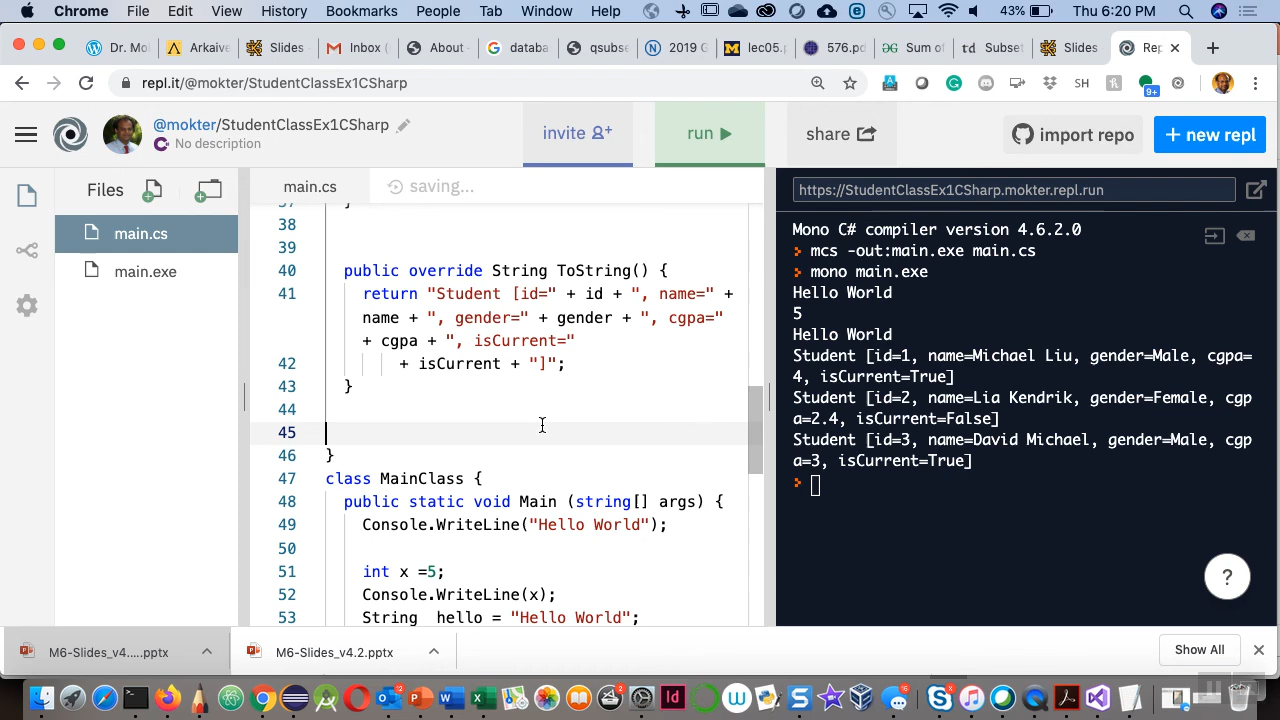 Chrome File Edit View History Bookmarks People Tab Window Help 43% Thu 6:20 PM
Dr. Mol Arkaive Slides - Inbox ( About - databa qsubse 2019 G lec05.p 576.pd Sum of Subset Slides Rep
repl.it/@mokter/StudentClassEx1CSharp SH 9+
@mokter/StudentClassEx1CSharp
No description
invite
run
share
import repo
+ new repl
Files
main.cs
main.exe
main.cs
saving...
37 }
38
39
40 public override String ToString() {
41 return "Student [id=" + id + ", name=" +
name + ", gender=" + gender + ", cgpa="
+ cgpa + ", isCurrent="
42 + isCurrent + "]";
43 }
44
45
46 }
47 class MainClass {
48 public static void Main (string[] args) {
49 Console.WriteLine("Hello World");
50
51 int x =5;
52 Console.WriteLine(x);
53 String hello = "Hello World";
https://StudentClassEx1CSharp.mokter.repl.run
Mono C# compiler version 4.6.2.0
mcs -out:main.exe main.cs
mono main.exe
Hello World
5
Hello World
Student [id=1, name=Michael Liu, gender=Male, cgpa=
4, isCurrent=True]
Student [id=2, name=Lia Kendrik, gender=Female, cgp
a=2.4, isCurrent=False]
Student [id=3, name=David Michael, gender=Male, cgp
a=3, isCurrent=True]
?
M6-Slides_v4.....pptx
M6-Slides_v4.2.pptx
Show All